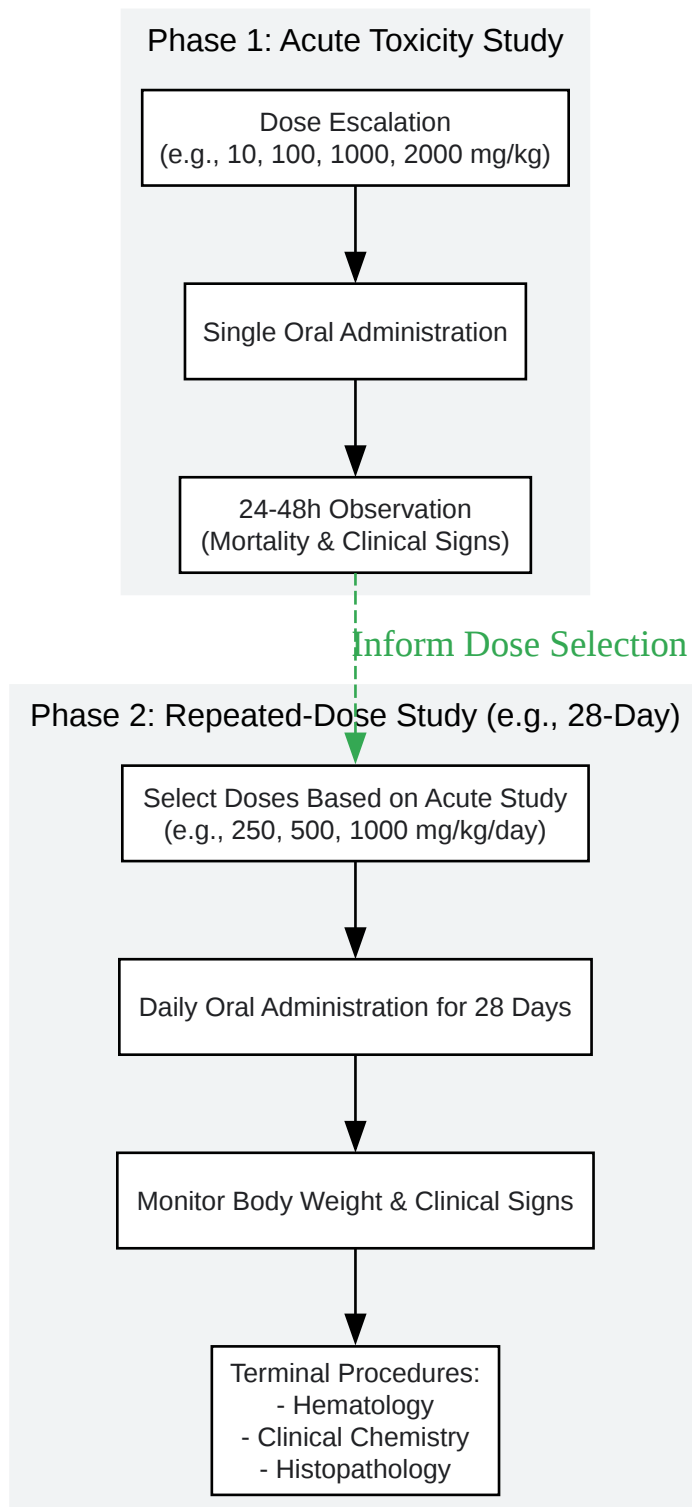 Phase 1: Acute Toxicity Study
Dose Escalation
(e.g., 10, 100, 1000, 2000 mg/kg)
Single Oral Administration
24-48h Observation
(Mortality & Clinical Signs)
Inform Dose Selection
Phase 2: Repeated-Dose Study (e.g., 28-Day)
Select Doses Based on Acute Study
(e.g., 250, 500, 1000 mg/kg/day)
Daily Oral Administration for 28 Days
Monitor Body Weight & Clinical Signs
Terminal Procedures:
- Hematology
- Clinical Chemistry
- Histopathology